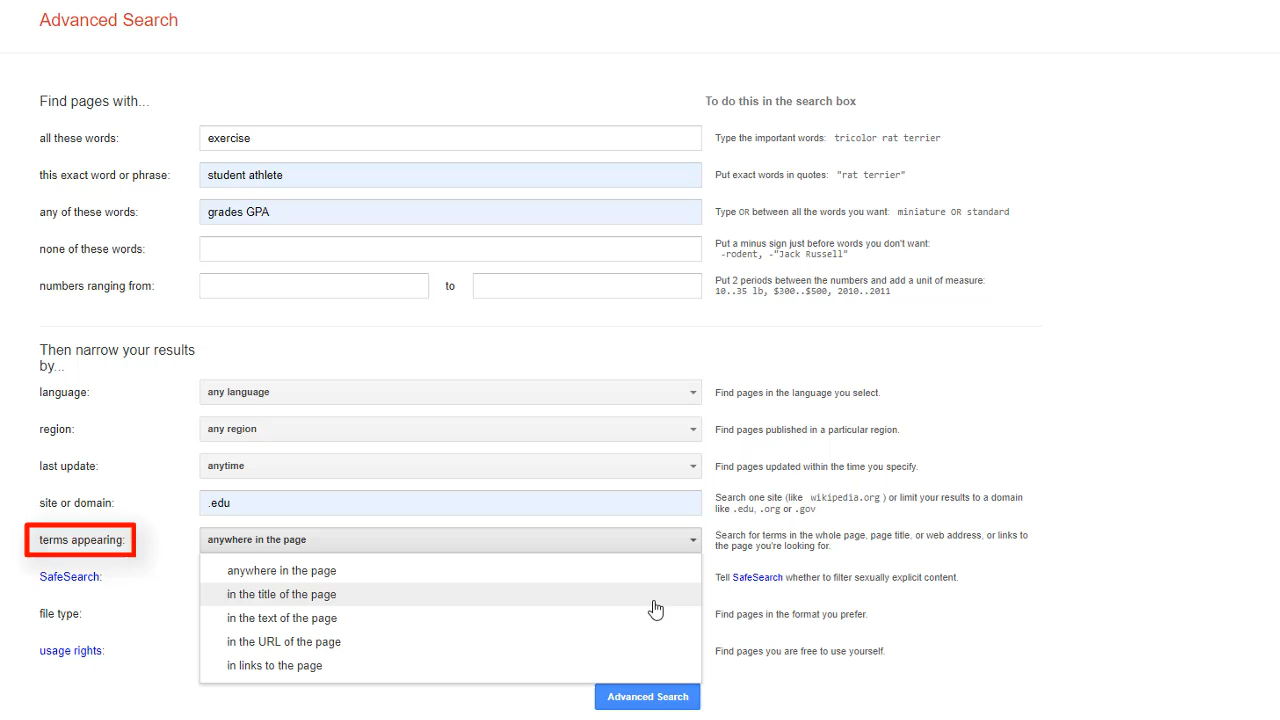 Advanced Search
Find pages with...
To do this in the search box
all these words:
exercise
Type the important words: tricolor rat terrier
this exact word or phrase:
student athlete
Put exact words in quotes: "rat terrier"
any of these words:
grades GPA
Type OR between all the words you want: miniature OR standard
none of these words:
Put a minus sign just before words you don't want:
-rodent, -"Jack Russell"
numbers ranging from:
to
Put 2 periods between the numbers and add a unit of measure:
10..35 lb, $300..$500, 2010..2011
Then narrow your results
by...
language:
any language
Find pages in the language you select.
region:
any region
Find pages published in a particular region.
last update:
anytime
Find pages updated within the time you specify.
site or domain:
.edu
Search one site (like wikipedia.org ) or limit your results to a domain
like .edu, .org or .gov
terms appearing:
anywhere in the page
Search for terms in the whole page, page title, or web address, or links to
the page you're looking for.
anywhere in the page
SafeSearch:
Tell SafeSearch whether to filter sexually explicit content.
in the title of the page
file type:
in the text of the page
Find pages in the format you prefer.
in the URL of the page
usage rights:
Find pages you are free to use yourself.
in links to the page
Advanced Search